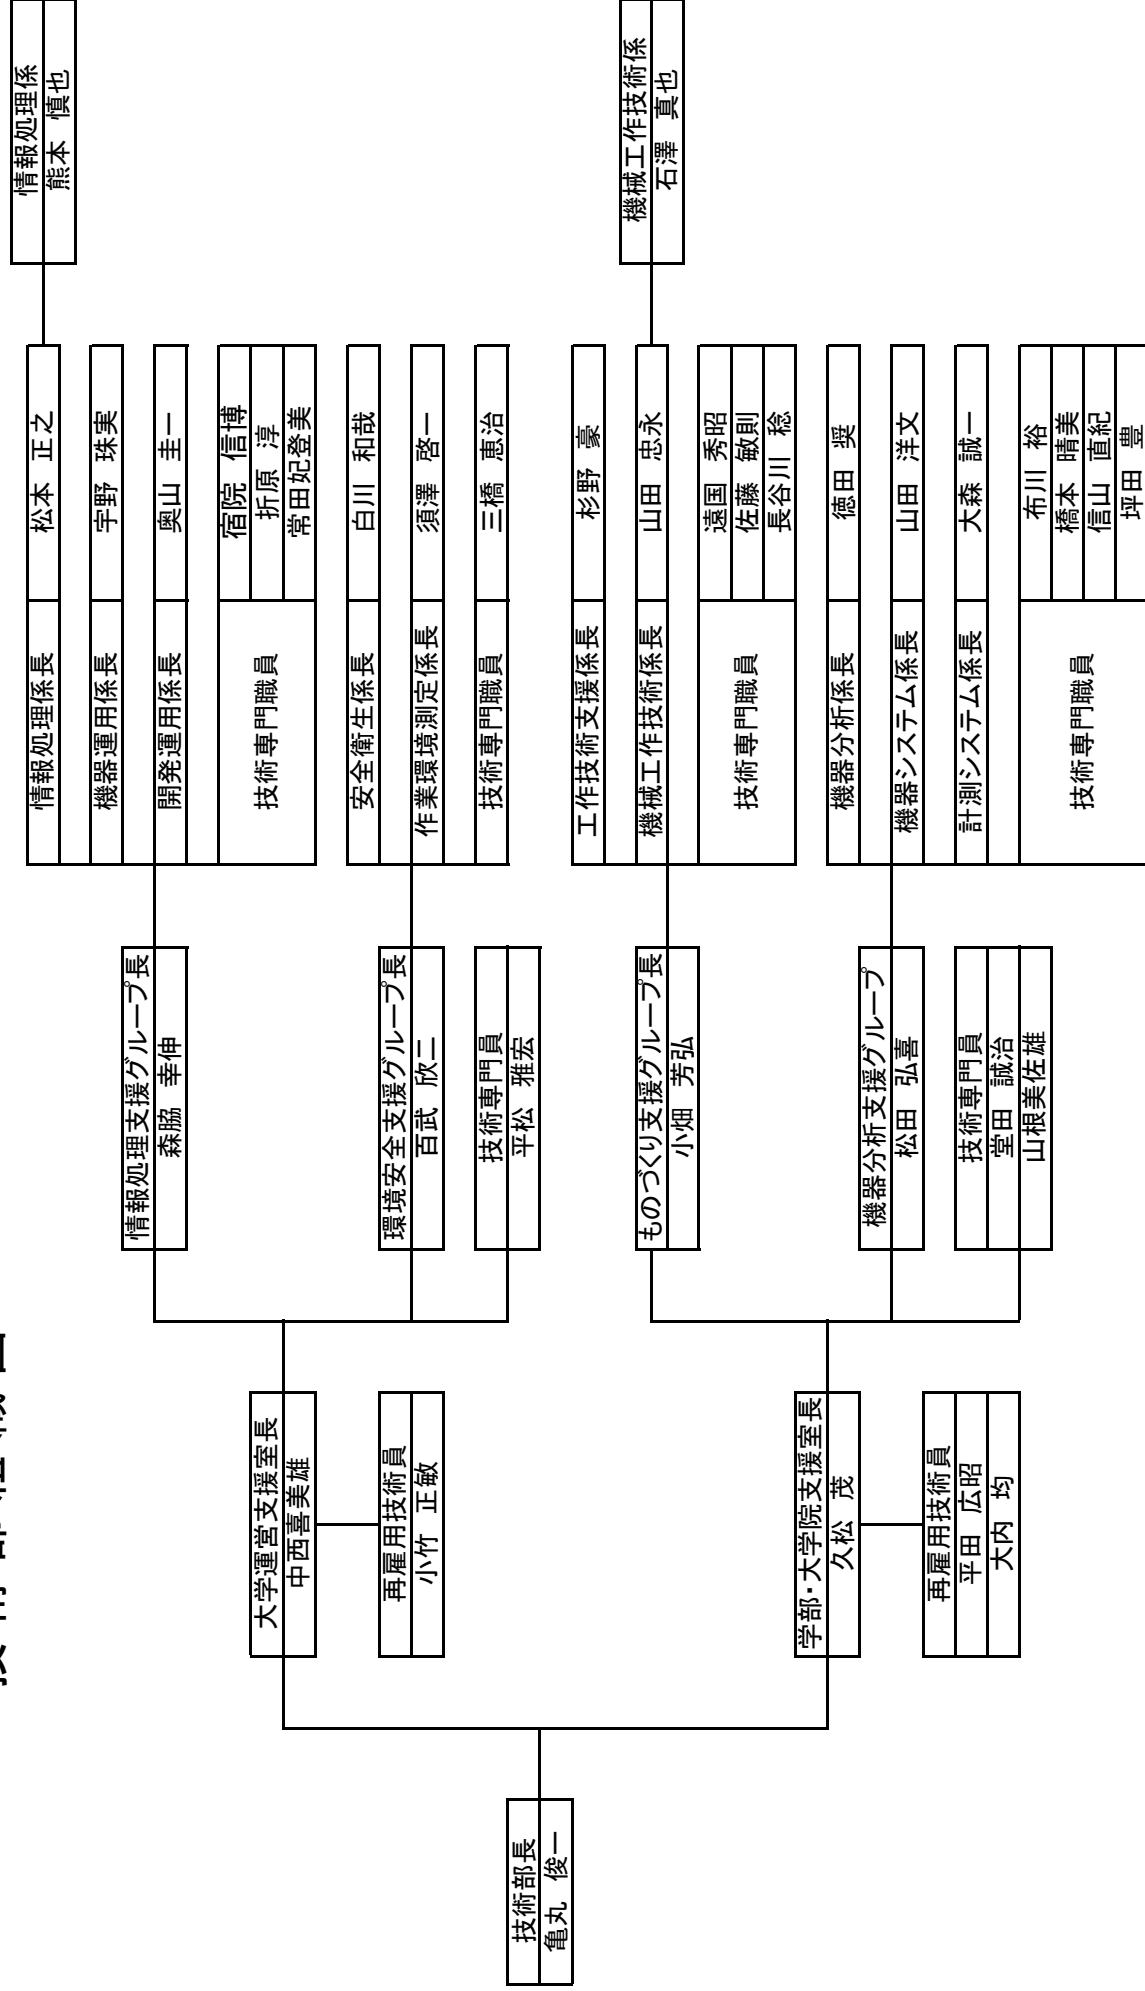 技術部組織図
技術部長
亀丸 俊一
大学運営支援室長
中西喜美雄
再雇用技術員
小竹 正敏
学部・大学院支援室長
久松 茂
再雇用技術員
平田 広昭
大内 均
情報処理支援グループ長
森脇 幸伸
環境安全支援グループ長
百武 欣二
技術専門員
平松 雅宏
ものづくり支援グループ長
小畑 芳弘
機器分析支援グループ
松田 弘喜
技術専門員
堂田 誠治
山根美佐雄
情報処理係長 松本 正之
機器運用係長 宇野 珠実
開発運用係長 奥山 圭一
技術専門職員
宿院 信博
折原 淳
常田妃登美
安全衛生係長 白川 和哉
作業環境測定係長 須澤 啓一
技術専門職員 三橋 恵治
工作技術支援係長 杉野 豪
機械工作技術係長 山田 忠永
技術専門職員
遠国 秀昭
佐藤 敏則
長谷川 稔
機器分析係長 徳田 奨
機器システム係長 山田 洋文
計測システム係長 大森 誠一
技術専門職員
布川 裕
橋本 晴美
信山 直紀
坪田 豊
情報処理係
熊本 慎也
機械工作技術係
石澤 真也